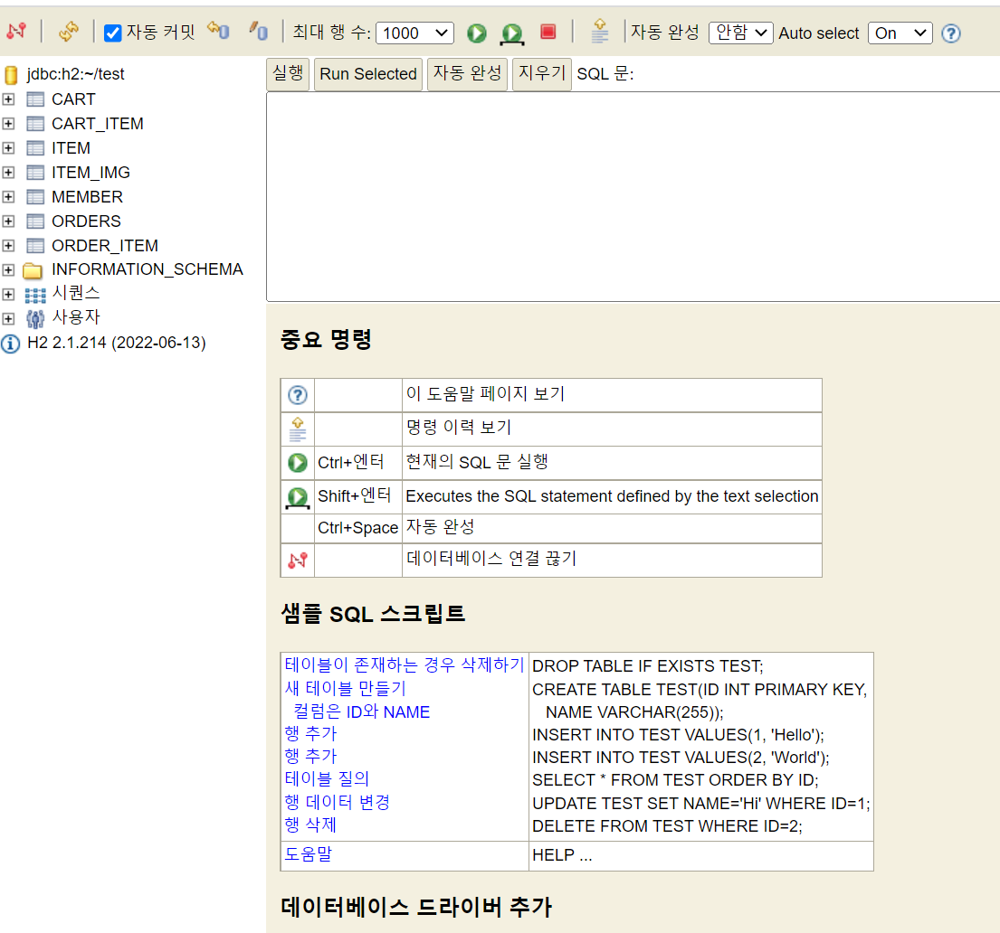 자동 커밋 최대 행 수: 1000 자동 완성 안함 Auto select On
jdbc:h2:~/test
CART
CART_ITEM
ITEM
ITEM_IMG
MEMBER
ORDERS
ORDER_ITEM
INFORMATION_SCHEMA
시퀀스
사용자
H2 2.1.214 (2022-06-13)
실행 Run Selected 자동 완성 지우기 SQL 문:
중요 명령
이 도움말 페이지 보기
명령 이력 보기
Ctrl+엔터 현재의 SQL 문 실행
Shift+엔터 Executes the SQL statement defined by the text selection
Ctrl+Space 자동 완성
데이터베이스 연결 끊기
샘플 SQL 스크립트
테이블이 존재하는 경우 삭제하기 DROP TABLE IF EXISTS TEST;
새 테이블 만들기 CREATE TABLE TEST(ID INT PRIMARY KEY,
컬럼은 ID와 NAME NAME VARCHAR(255));
행 추가 INSERT INTO TEST VALUES(1, 'Hello');
행 추가 INSERT INTO TEST VALUES(2, 'World');
테이블 질의 SELECT * FROM TEST ORDER BY ID;
행 데이터 변경 UPDATE TEST SET NAME='Hi' WHERE ID=1;
행 삭제 DELETE FROM TEST WHERE ID=2;
도움말 HELP ...
데이터베이스 드라이버 추가